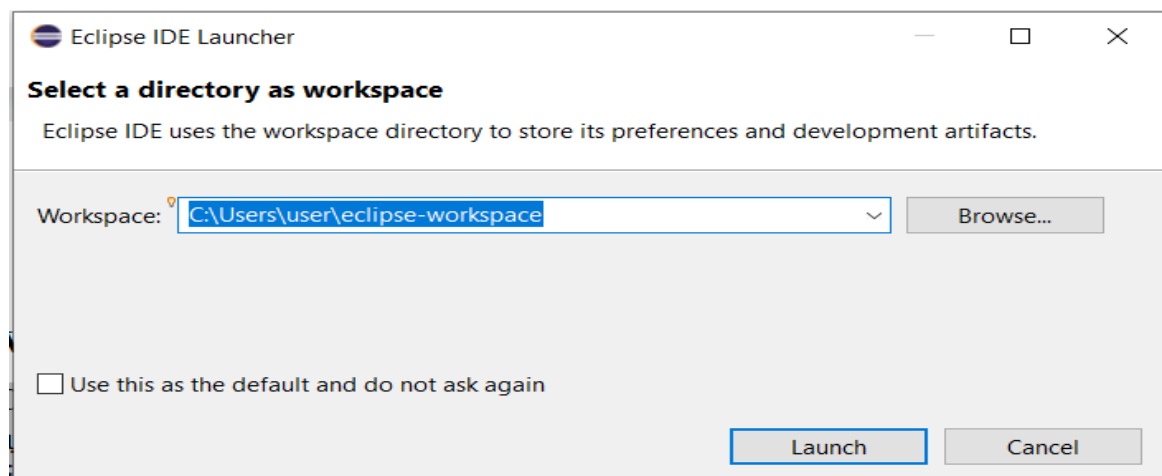 Eclipse IDE Launcher
Select a directory as workspace
Eclipse IDE uses the workspace directory to store its preferences and development artifacts.
Workspace: C:\Users\user\eclipse-workspace Browse...
Use this as the default and do not ask again
Launch Cancel